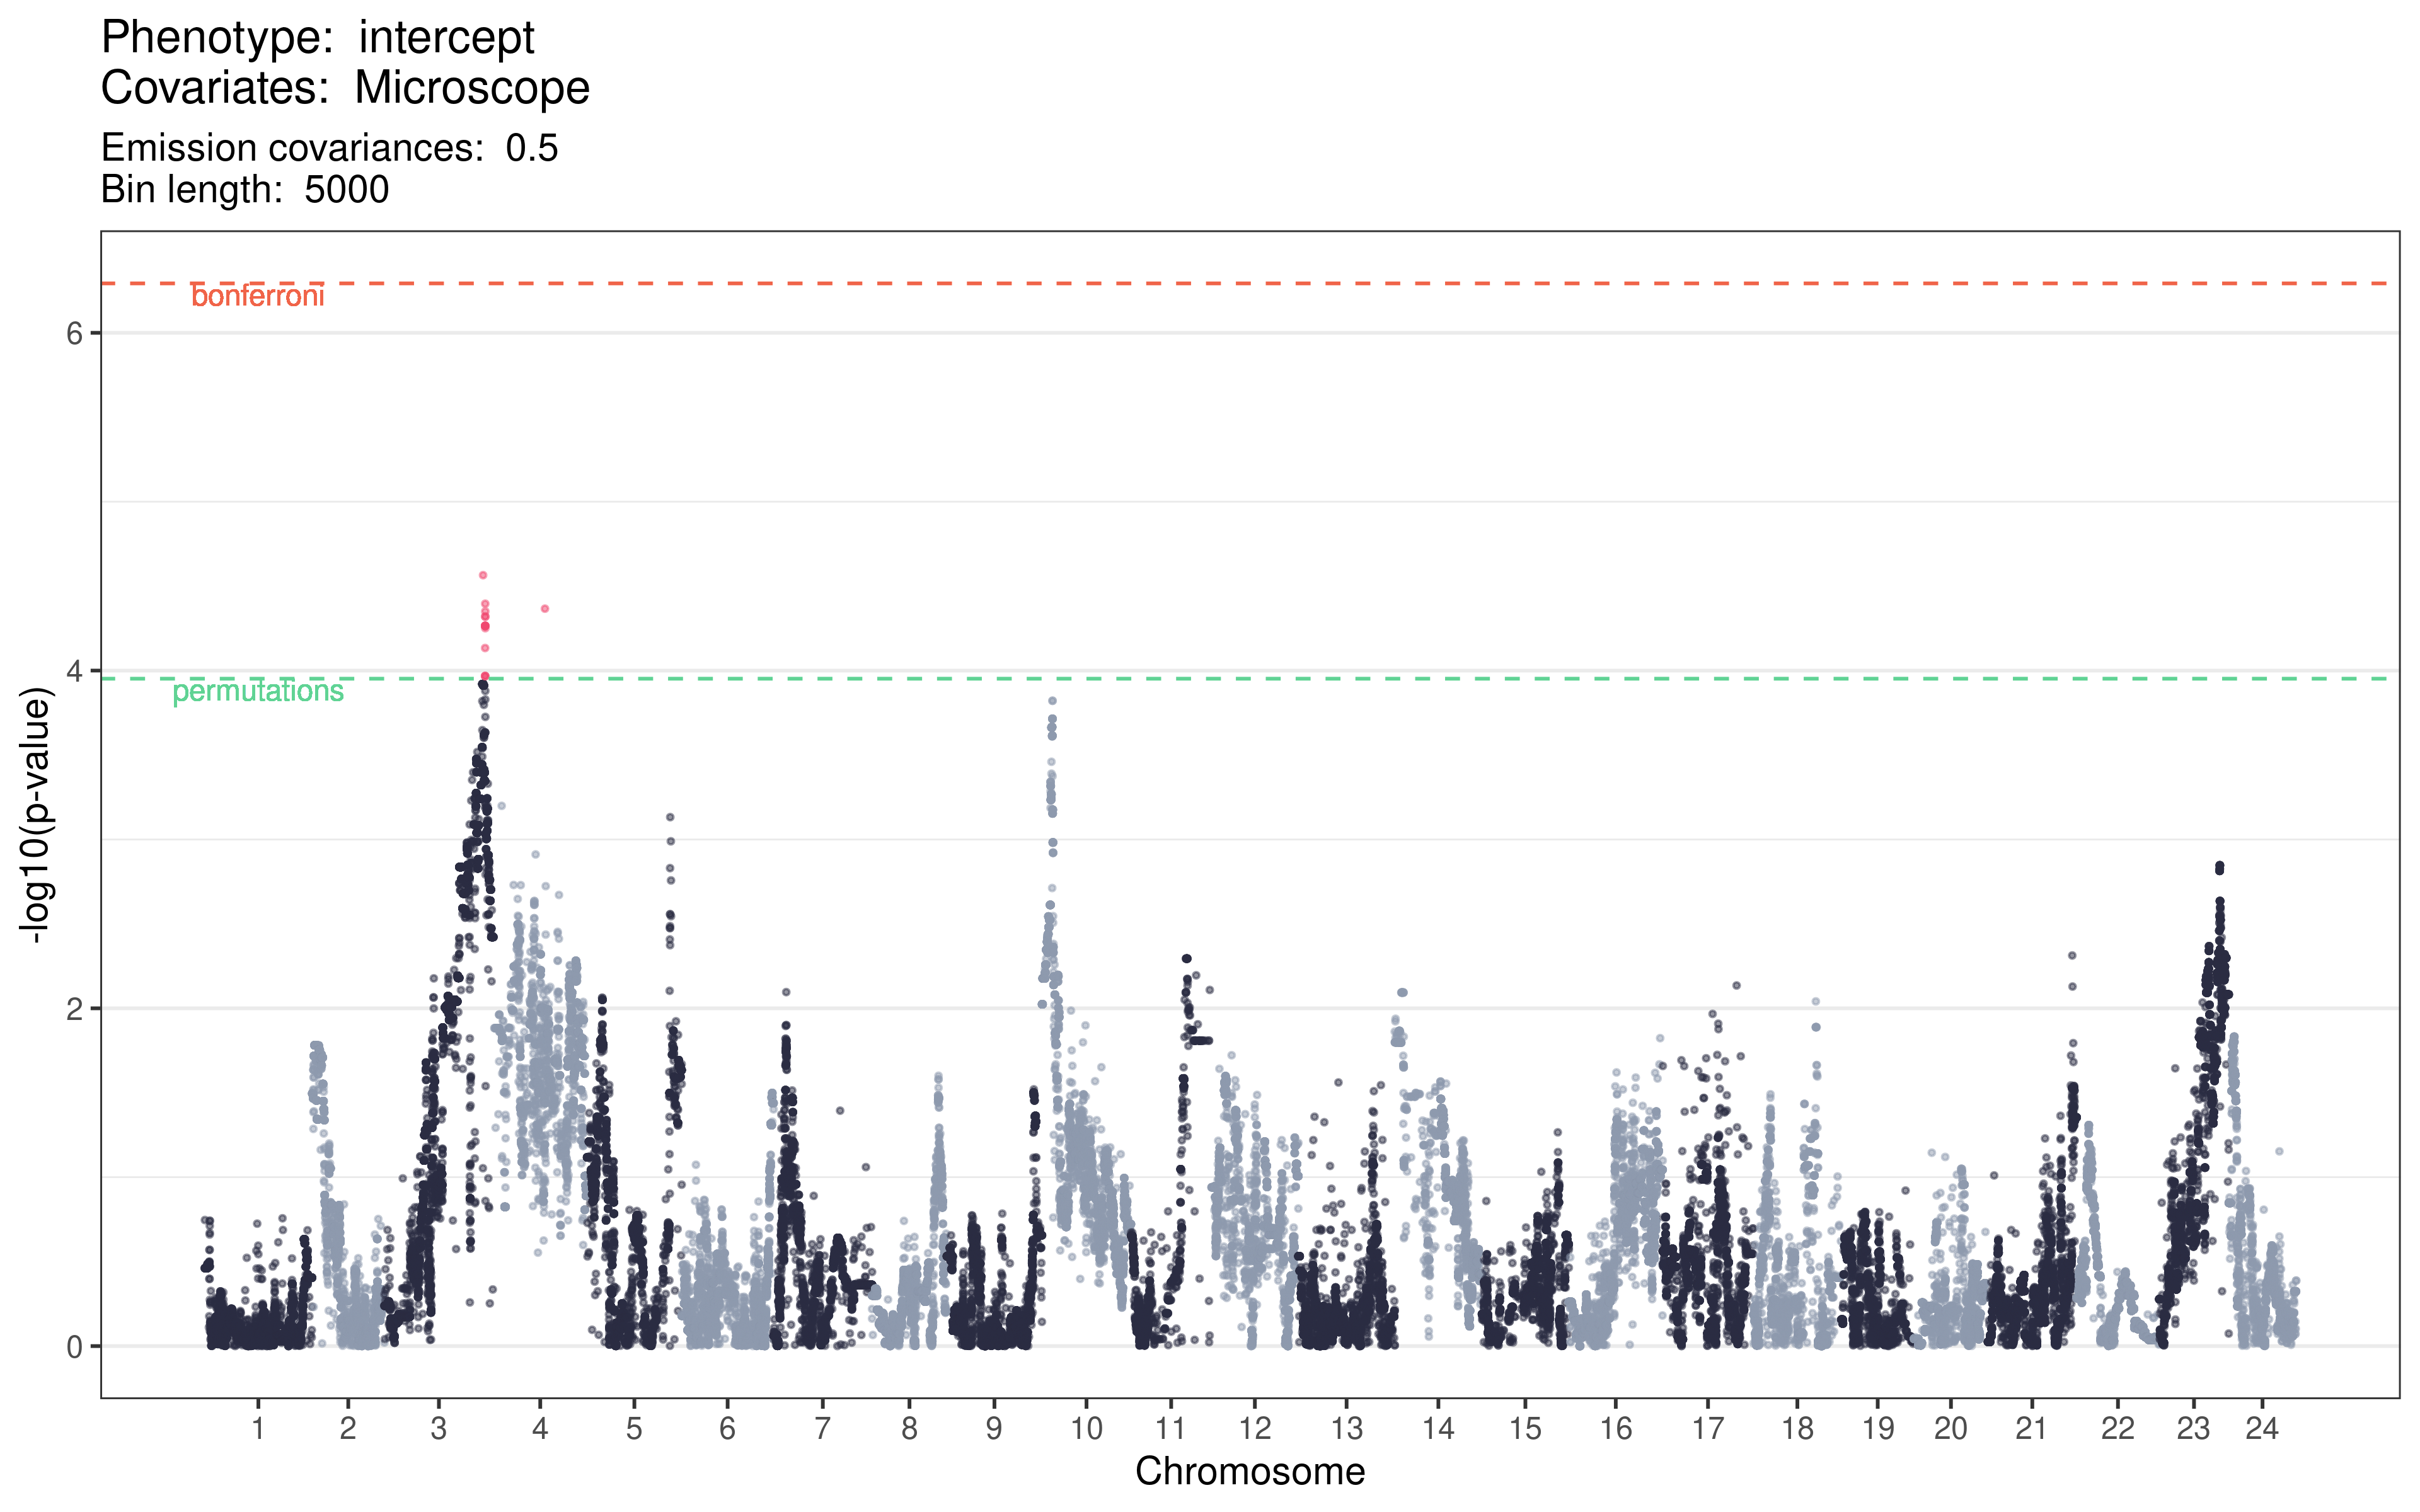 Phenotype: intercept
Covariates: Microscope
Emission covariances: 0.5
Bin length: 5000
bonferroni
6
4
permutations
2
0
-log10(p-value)
1 2 3 4 5 6 7 8 9 10 11 12 13 14 15 16 17 18 19 20 21 22 23 24
Chromosome